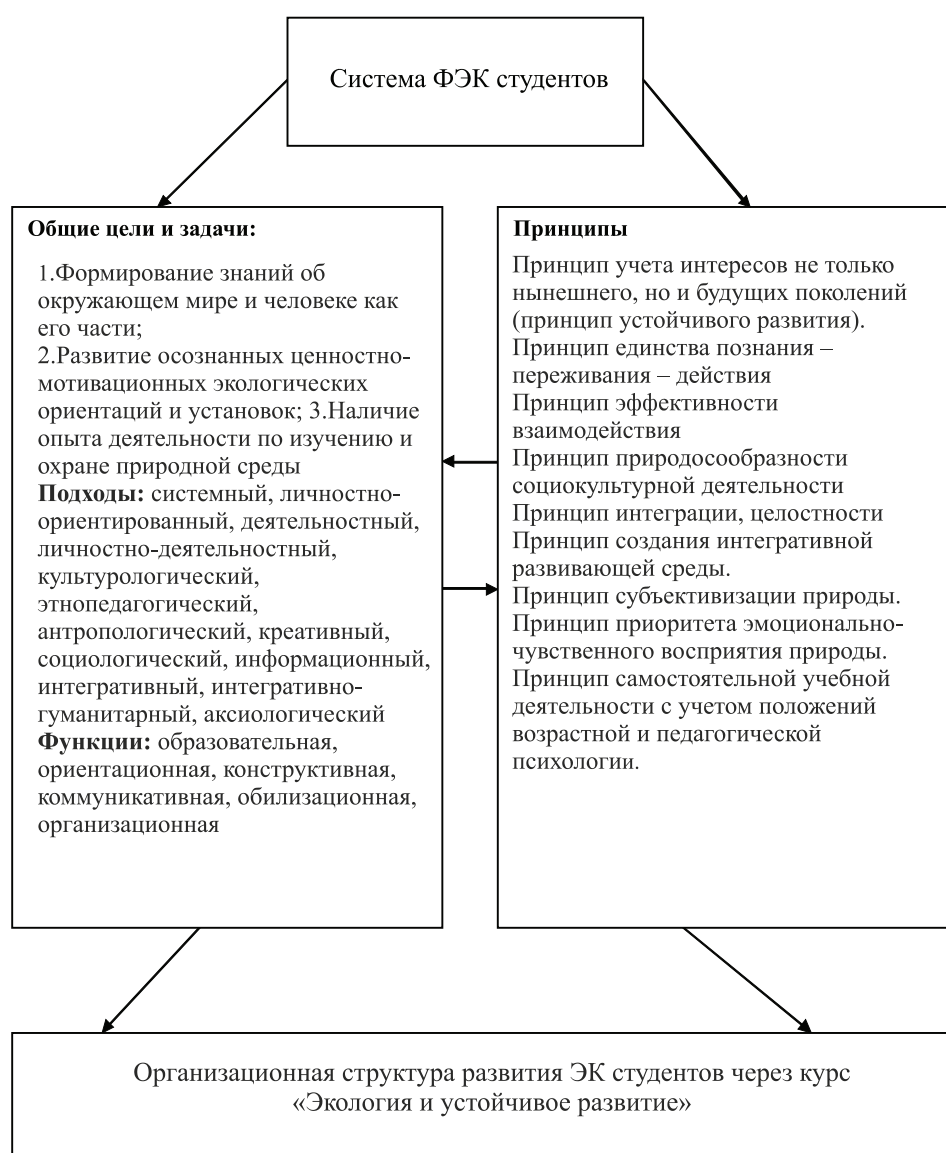 Система ФЭК студентов
Общие цели и задачи:
1.Формирование знаний об
окружающем мире и человеке как
его части;
2.Развитие осознанных ценностно-
мотивационных экологических
ориентаций и установок; 3.Наличие
опыта деятельности по изучению и
охране природной среды
Подходы: системный, личностно-
ориентированный, деятельностный,
личностно-деятельностный,
культурологический,
этнопедагогический,
антропологический, креативный,
социологический, информационный,
интегративный, интегративно-
гуманитарный, аксиологический
Функции: образовательная,
ориентационная, конструктивная,
коммуникативная, обилизационная,
организационная
Принципы
Принцип учета интересов не только
нынешнего, но и будущих поколений
(принцип устойчивого развития).
Принцип единства познания –
переживания – действия
Принцип эффективности
взаимодействия
Принцип природосообразности
социокультурной деятельности
Принцип интеграции, целостности
Принцип создания интегративной
развивающей среды.
Принцип субъективизации природы.
Принцип приоритета эмоционально-
чувственного восприятия природы.
Принцип самостоятельной учебной
деятельности с учетом положений
возрастной и педагогической
психологии.
Организационная структура развития ЭК студентов через курс
«Экология и устойчивое развитие»